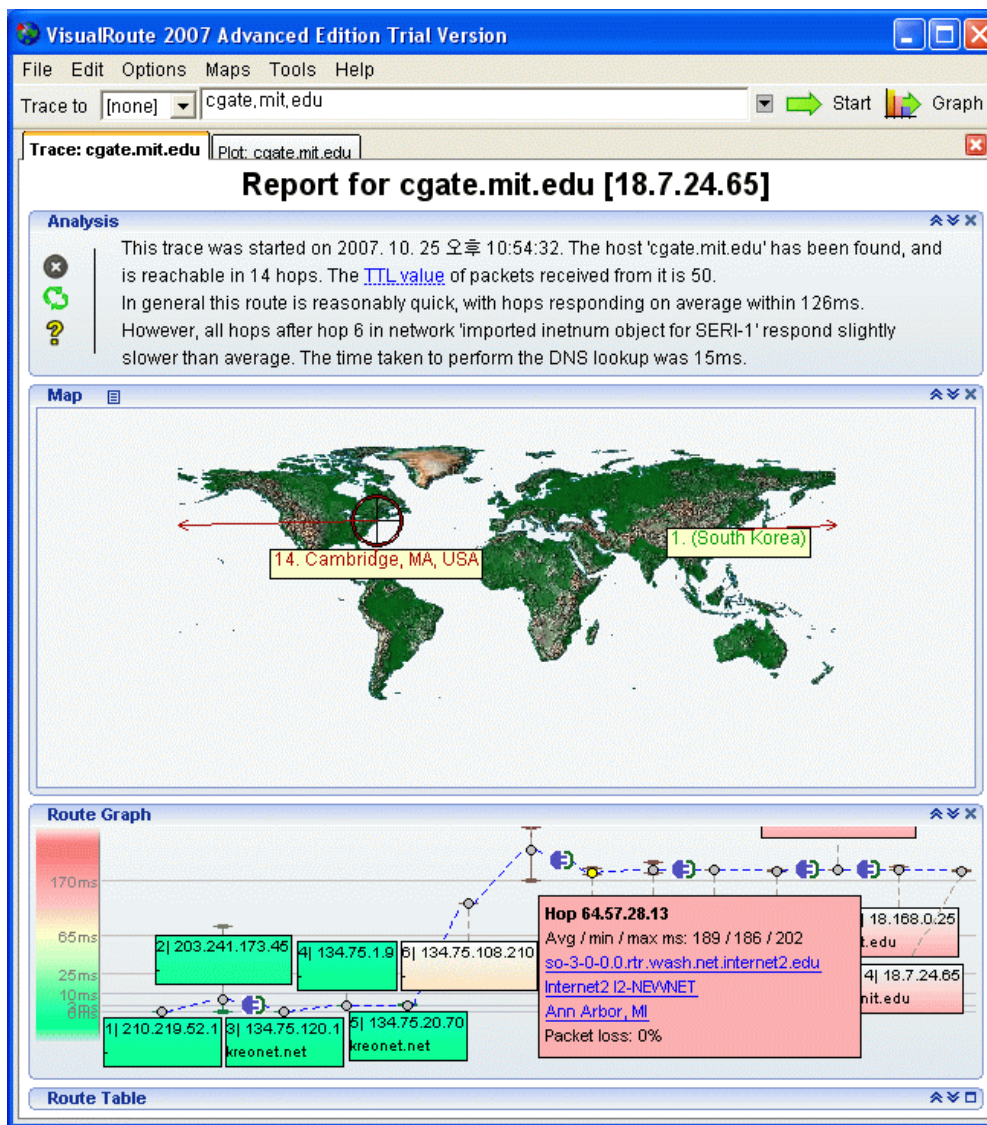 VisualRoute 2007 Advanced Edition Trial Version
File Edit Options Maps Tools Help
Trace to [none] cgate.mit.edu Start Graph
Trace: cgate.mit.edu Plot: cgate.mit.edu
Report for cgate.mit.edu [18.7.24.65]
Analysis
This trace was started on 2007. 10. 25 오후 10:54:32. The host 'cgate.mit.edu' has been found, and
is reachable in 14 hops. The TTL value of packets received from it is 50.
In general this route is reasonably quick, with hops responding on average within 126ms.
However, all hops after hop 6 in network 'imported inetnum object for SERI-1' respond slightly
slower than average. The time taken to perform the DNS lookup was 15ms.
Map
1. (South Korea)
14. Cambridge, MA, USA
Route Graph
170ms
65ms
25ms
10ms
1| 210.219.52.1
-
2| 203.241.173.45
-
3| 134.75.120.1
kreonet.net
4| 134.75.1.9
5| 134.75.20.70
kreonet.net
6| 134.75.108.210
-
Hop 64.57.28.13
Avg / min / max ms: 189 / 186 / 202
so-3-0-0.0.rtr.wash.net.internet2.edu
Internet2 I2-NEWNET
Ann Arbor, MI
Packet loss: 0%
| 18.168.0.25
t.edu
4| 18.7.24.65
nit.edu
Route Table